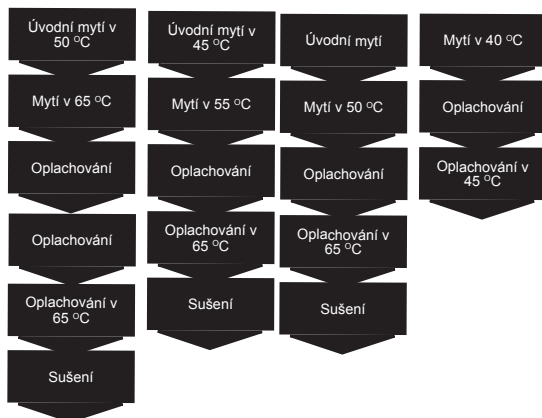 Úvodní mytí v
50 °C
Mytí v 65 °C
Oplachování
Oplachování
Oplachování v
65 °C
Sušení
Úvodní mytí v
45 °C
Mytí v 55 °C
Oplachování
Oplachování v
65 °C
Sušení
Úvodní mytí
Mytí v 50 °C
Oplachování
Oplachování v
65 °C
Sušení
Mytí v 40 °C
Oplachování
Oplachování v
45 °C